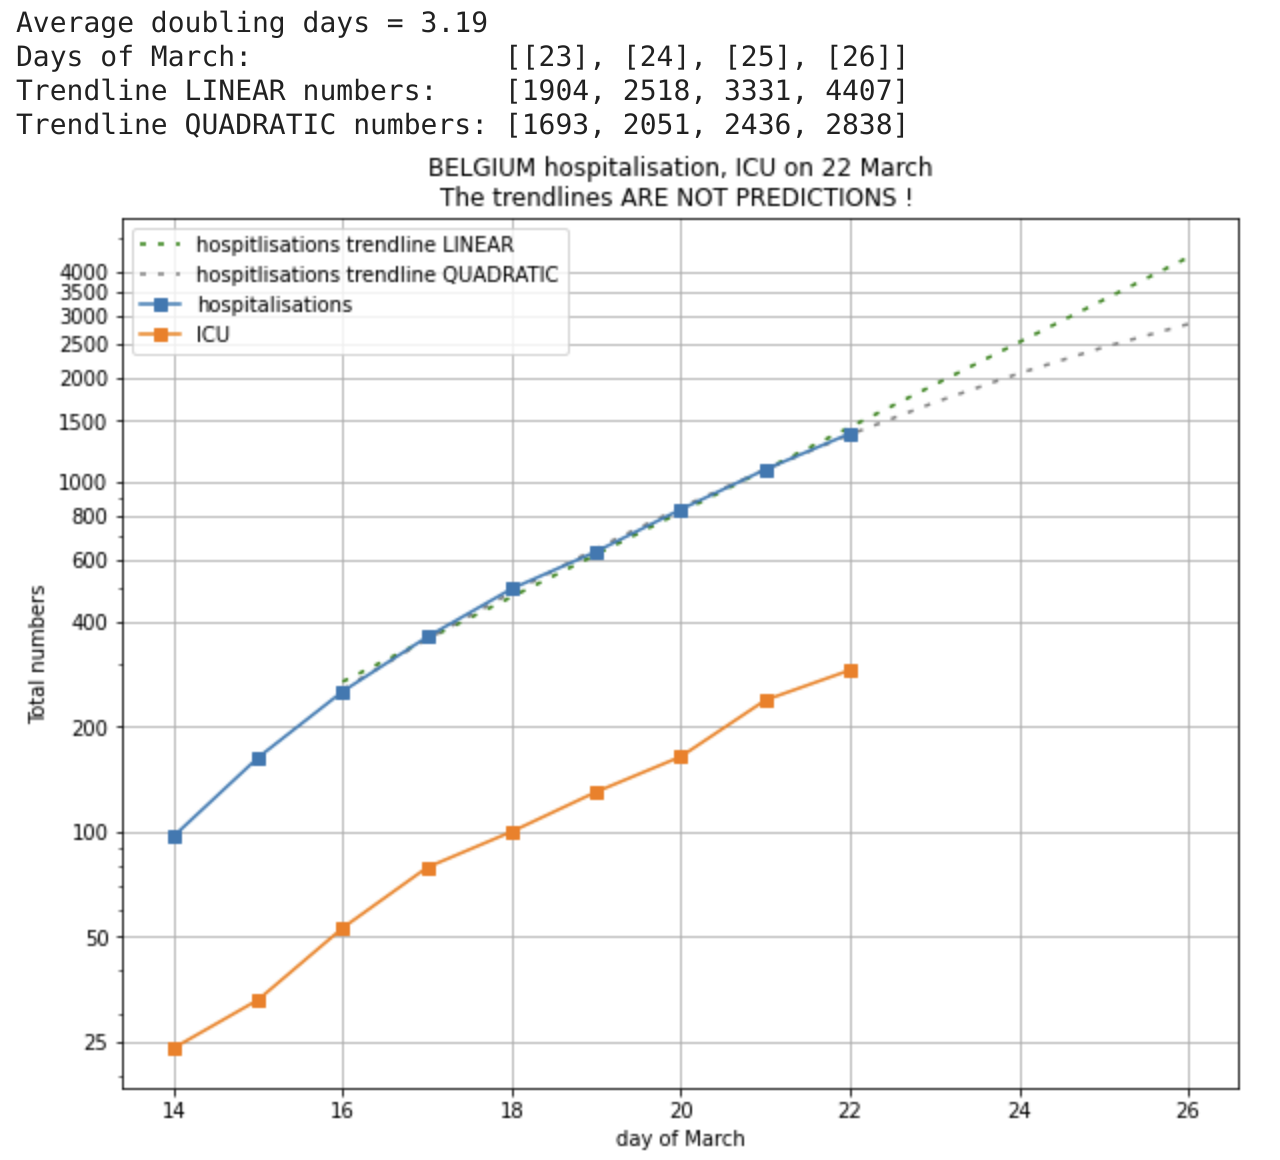 Average doubling days = 3.19
Days of March: [[23], [24], [25], [26]]
Trendline LINEAR numbers: [1904, 2518, 3331, 4407]
Trendline QUADRATIC numbers: [1693, 2051, 2436, 2838]
BELGIUM hospitalisation, ICU on 22 March
The trendlines ARE NOT PREDICTIONS !
hospitlisations trendline LINEAR
hospitlisations trendline QUADRATIC
hospitalisations
ICU
4000
3500
3000
2500
2000
1500
1000
800
600
400
200
100
50
25
Total numbers
14 16 18 20 22 24 26
day of March